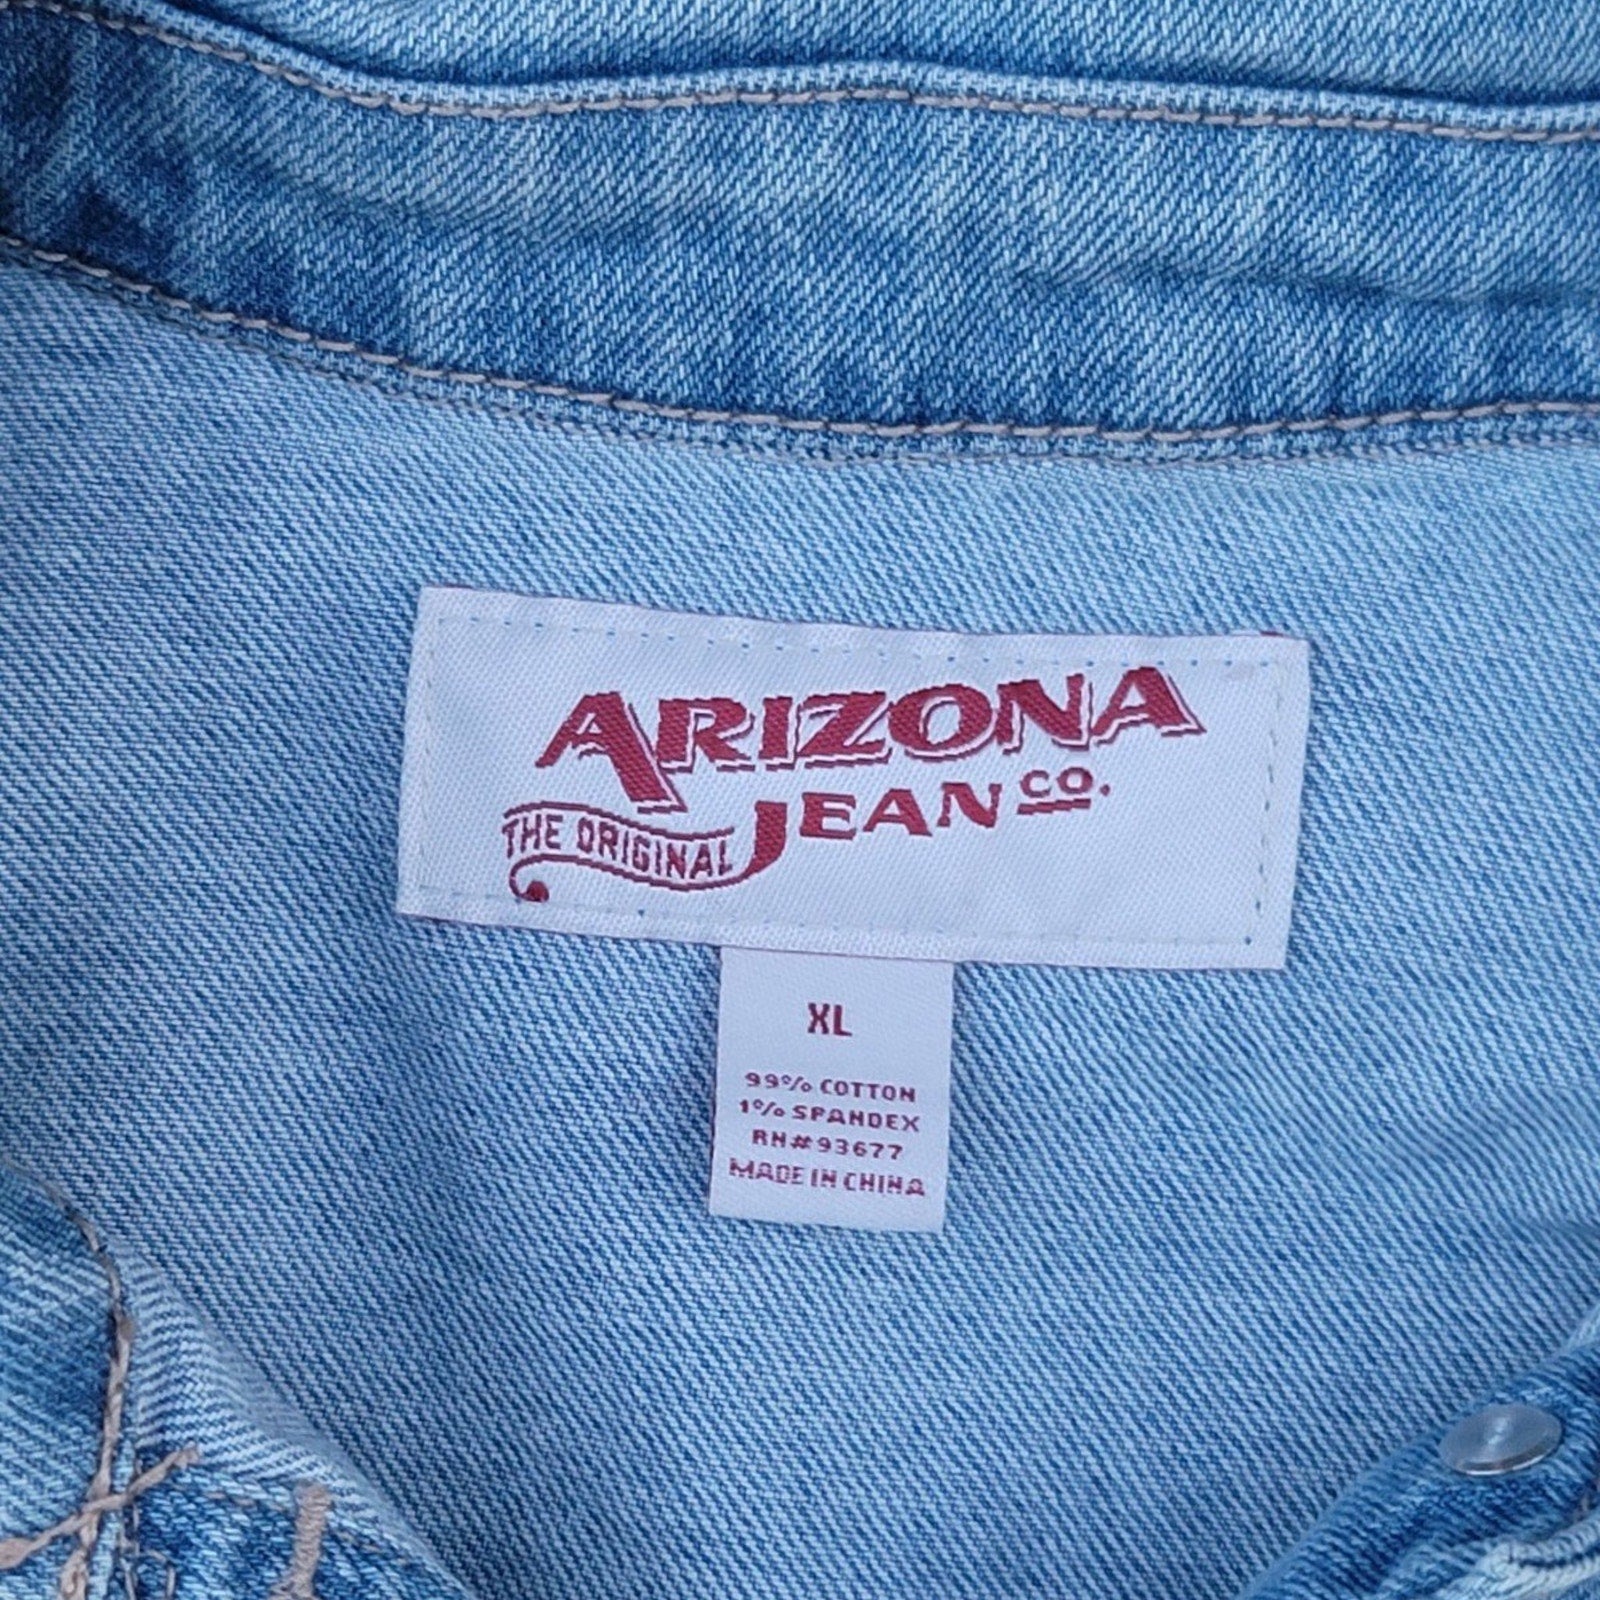 ARIZONA
JEAN CO.
THE ORIGINAL
XL
99% COTTON
1% SPANDEX
RN#93677
MADE IN CHINA